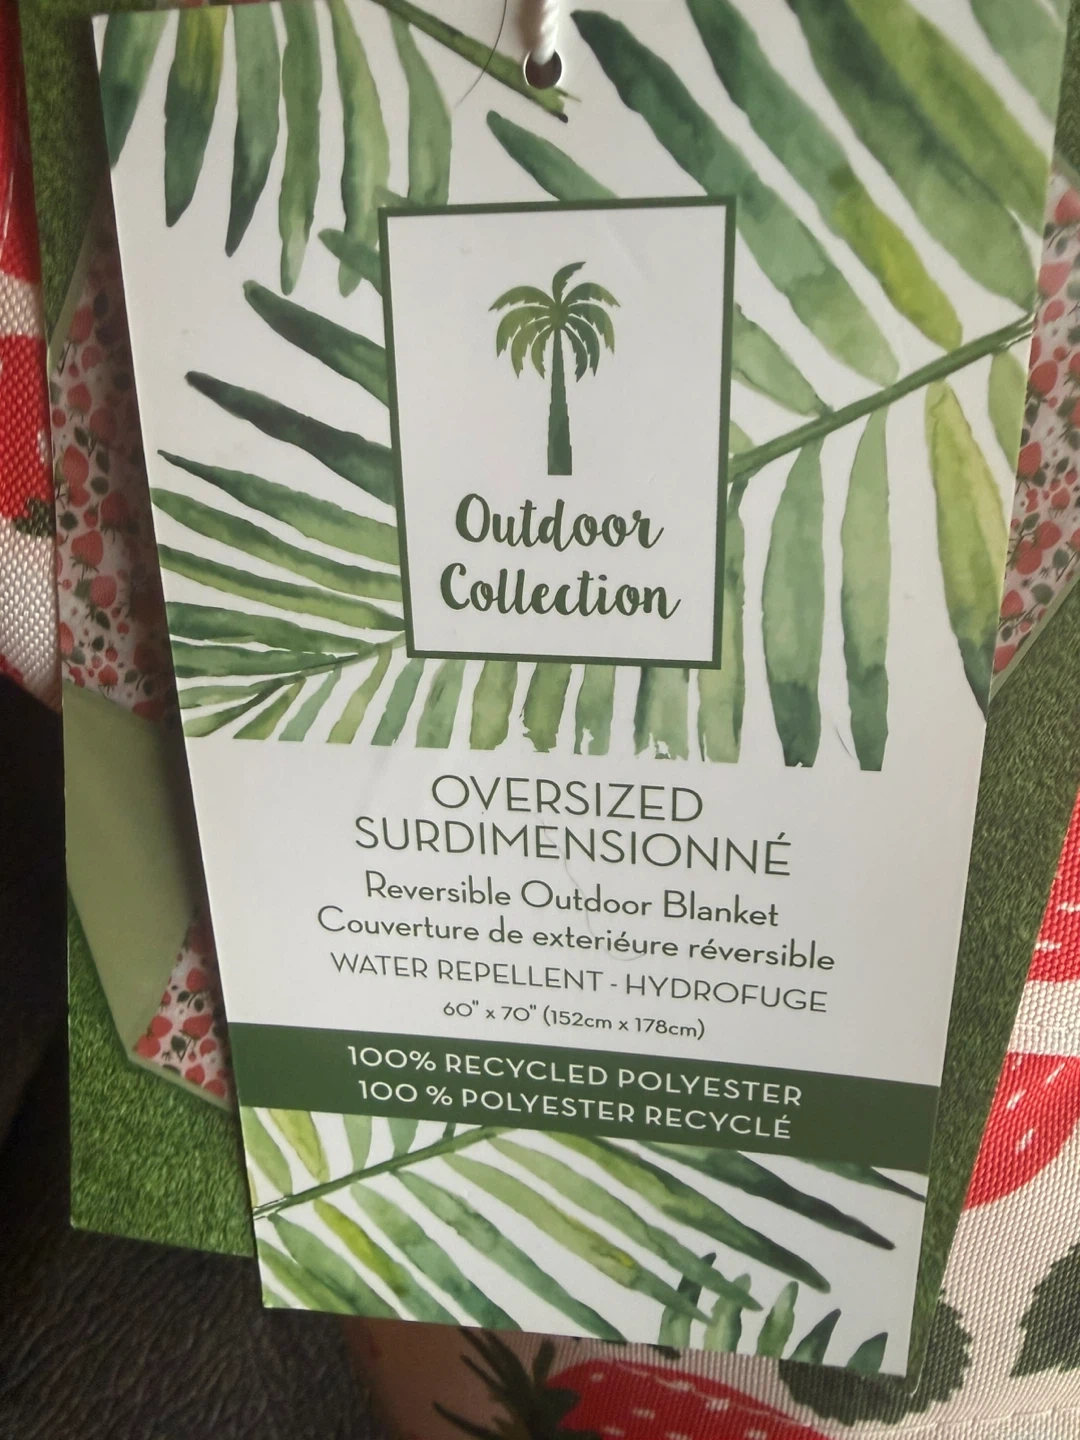 Outdoor
Collection
OVERSIZED
SURDIMENSIONNÉ
Reversible Outdoor Blanket
Couverture de exteriéure réversible
WATER REPELLENT - HYDROFUGE
60" x 70" (152cm x 178cm)
100% RECYCLED POLYESTER
100 % POLYESTER RECYCLÉ